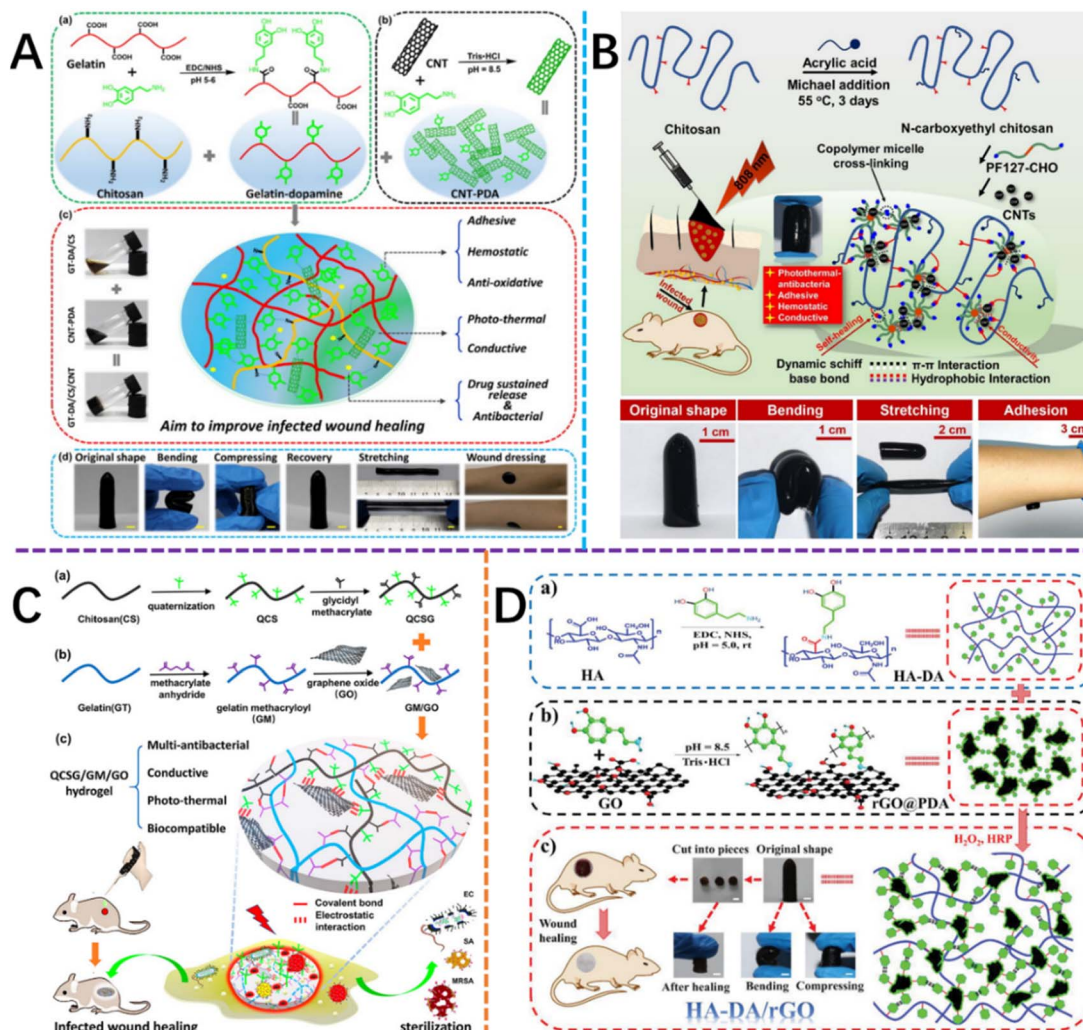 A
(a)
COOH
COOH
COOH
Gelatin
COOH
COOH
COOH
+
EDC/NHS
pH 5-6
HO
NH₂
Chitosan
+
Gelatin-dopamine
+
(b)
CNT
+
Tris-HCl
pH = 8.5
CNT-PDA
(c)
GT-DA/CS
+
CNT-PDA
GT-DA/CS/CNT
Adhesive
Hemostatic
Anti-oxidative
Photo-thermal
Conductive
Drug sustained
release
&
Antibacterial
Aim to improve infected wound healing
(d) Original shape Bending Compressing Recovery Stretching Wound dressing
B
Acrylic acid
Michael addition
55 °C, 3 days
Chitosan
N-carboxyethyl chitosan
Copolymer micelle
cross-linking
PF127-CHO
CNTs
808 nm
Photothermal-
antibacteria
Adhesive
Hemostatic
Conductive
Infected
wound
Self-healing
Conductivity
Dynamic schiff
base bond
π-π Interaction
Hydrophobic Interaction
Original shape Bending Stretching Adhesion
1 cm 1 cm 2 cm 3 cm
C
(a)
quaternization
glycidyl
methacrylate
Chitosan(CS) QCS QCSG
+
(b)
methacrylate
anhydride
graphene oxide
(GO)
Gelatin(GT)
gelatin methacryloyl
(GM)
GM/GO
(c)
QCSG/GM/GO
hydrogel
Multi-antibacterial
Conductive
Photo-thermal
Biocompatible
Covalent bond
Electrostatic
interaction
EC
SA
MRSA
Infected wound healing
sterilization
D
a)
EDC, NHS,
pH = 5.0, rt
HA
HA-DA
+
b)
+
pH = 8.5
Tris·HCl
GO
rGO@PDA
H₂O₂, HRP
c)
Cut into pieces Original shape
Wound
healing
After healing Bending Compressing
HA-DA/rGO